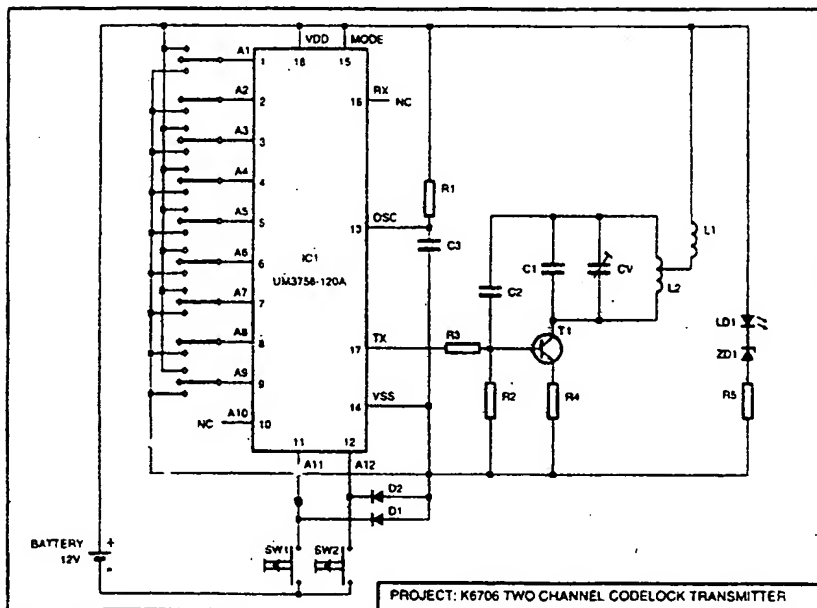 VDD MODE
A1 1 18 15
RX
A2 2 16 NC
A3 3
A4 4
R1
A5 5 OSC
13
IC1
UM3758-120A
A6 6
C3
L1
C1 CV
A7 7
C2
L2
A8 8 TX
17 R3 T1
LD1
ZD1
A9 9
VSS
14 R2 R4 R5
NC A10 10
11 12
A11 A12
D2
D1
BATTERY +
12V -
SW1 SW2
PROJECT: K6706 TWO CHANNEL CODELOCK TRANSMITTER